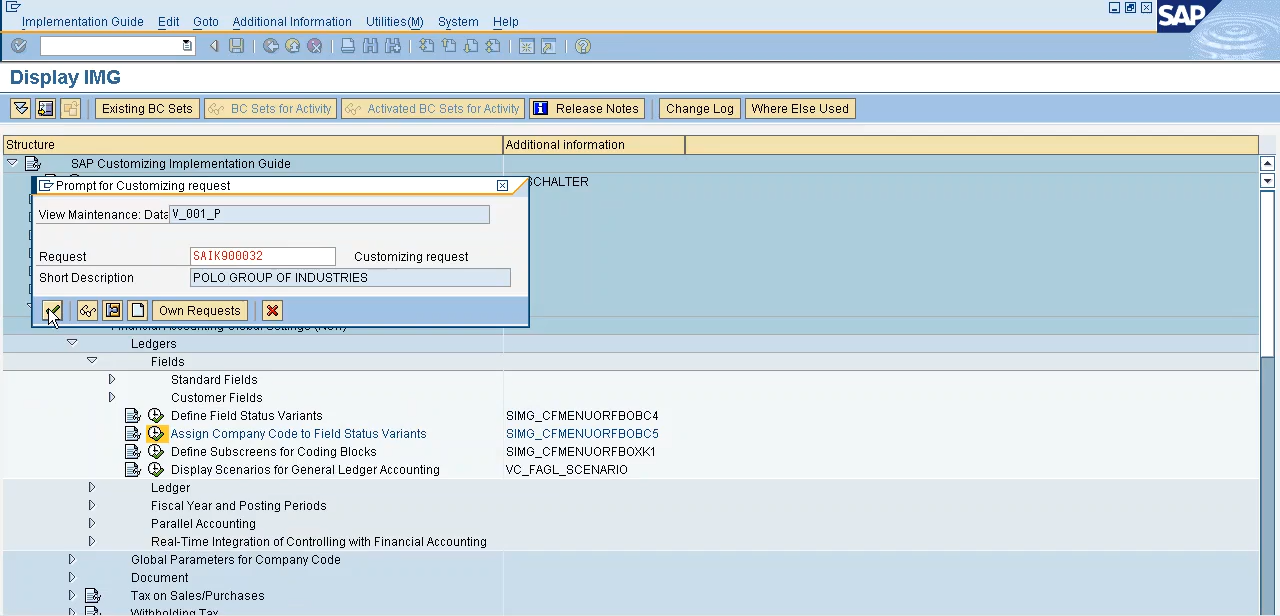 Implementation Guide Edit Goto Additional Information Utilities(M) System Help
SAP
Display IMG
Existing BC Sets BC Sets for Activity Activated BC Sets for Activity Release Notes Change Log Where Else Used
Structure Additional information
SAP Customizing Implementation Guide
SCHALTER
Prompt for Customizing request
View Maintenance: Data V_001_P
Request SAIK900032 Customizing request
Short Description POLO GROUP OF INDUSTRIES
Own Requests
Financial Accounting Global Settings (New)
Ledgers
Fields
Standard Fields
Customer Fields
Define Field Status Variants SIMG_CFMENUORFBOBC4
Assign Company Code to Field Status Variants SIMG_CFMENUORFBOBC5
Define Subscreens for Coding Blocks SIMG_CFMENUORFBOXK1
Display Scenarios for General Ledger Accounting VC_FAGL_SCENARIO
Ledger
Fiscal Year and Posting Periods
Parallel Accounting
Real-Time Integration of Controlling with Financial Accounting
Global Parameters for Company Code
Document
Tax on Sales/Purchases
Withholding Tax